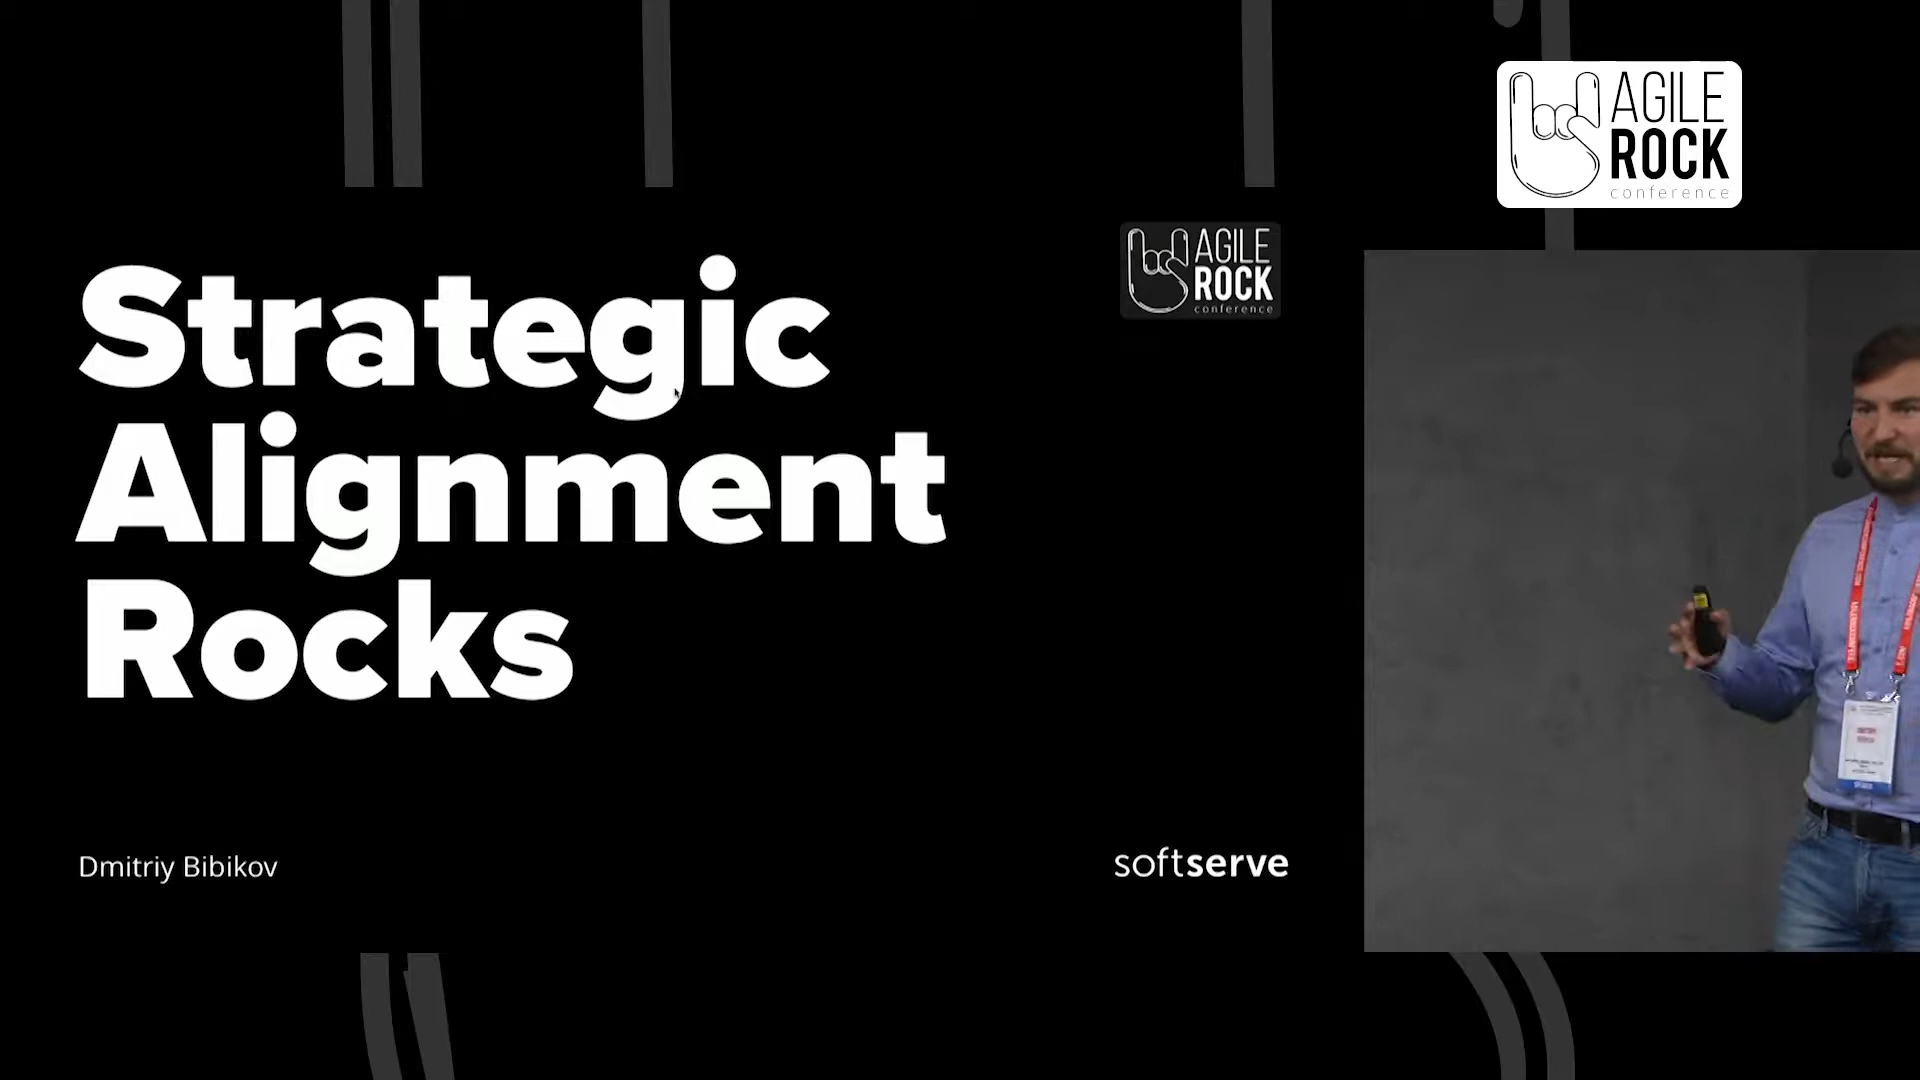 AGILE
ROCK
conference
AGILE
ROCK
conference
Strategic
Alignment
Rocks
Dmitriy Bibikov
softserve